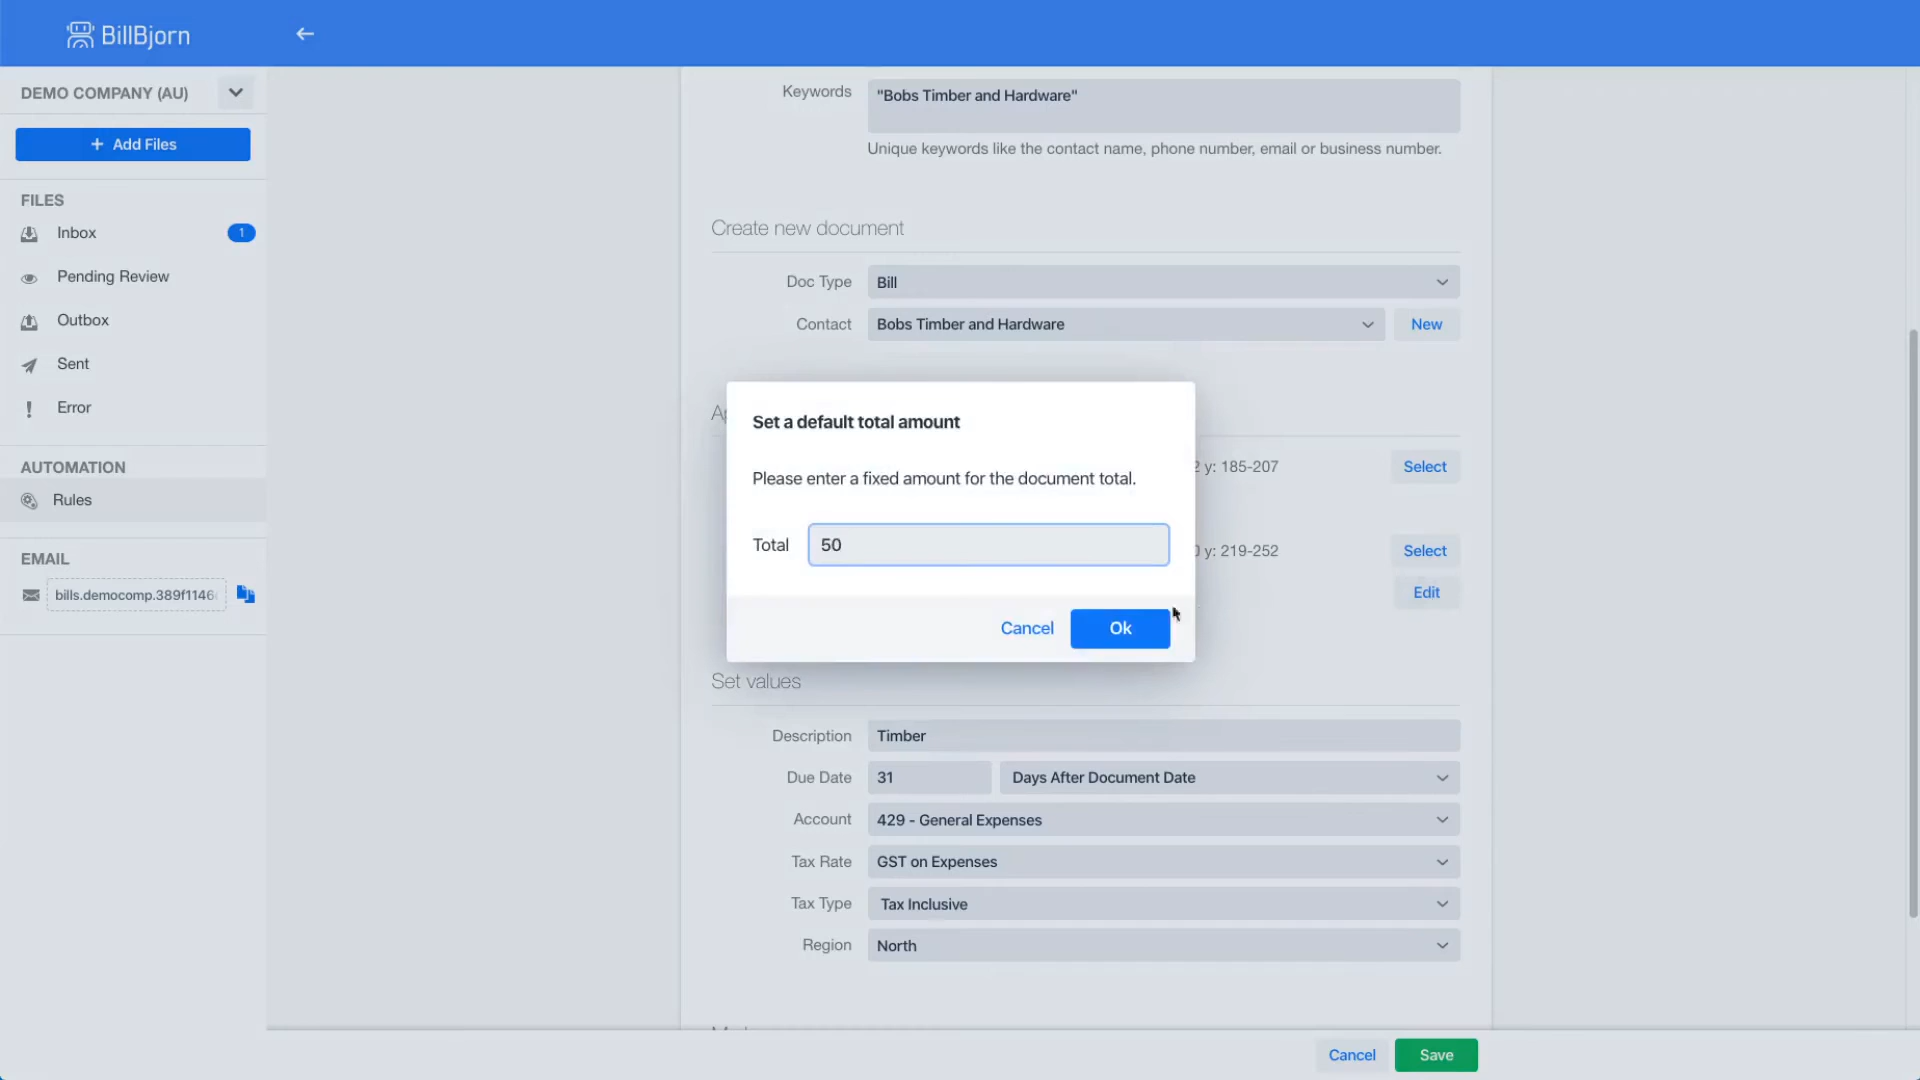 BillBjorn
DEMO COMPANY (AU)
+ Add Files
FILES
Inbox
1
Pending Review
Outbox
Sent
Error
AUTOMATION
Rules
EMAIL
bills.democomp.389f1146
Keywords
"Bobs Timber and Hardware"
Unique keywords like the contact name, phone number, email or business number.
Create new document
Doc Type
Bill
Contact
Bobs Timber and Hardware
New
y: 185-207
Select
y: 219-252
Select
Edit
Set a default total amount
Please enter a fixed amount for the document total.
Total
50
Cancel
Ok
Set values
Description
Timber
Due Date
31
Days After Document Date
Account
429 - General Expenses
Tax Rate
GST on Expenses
Tax Type
Tax Inclusive
Region
North
Cancel
Save